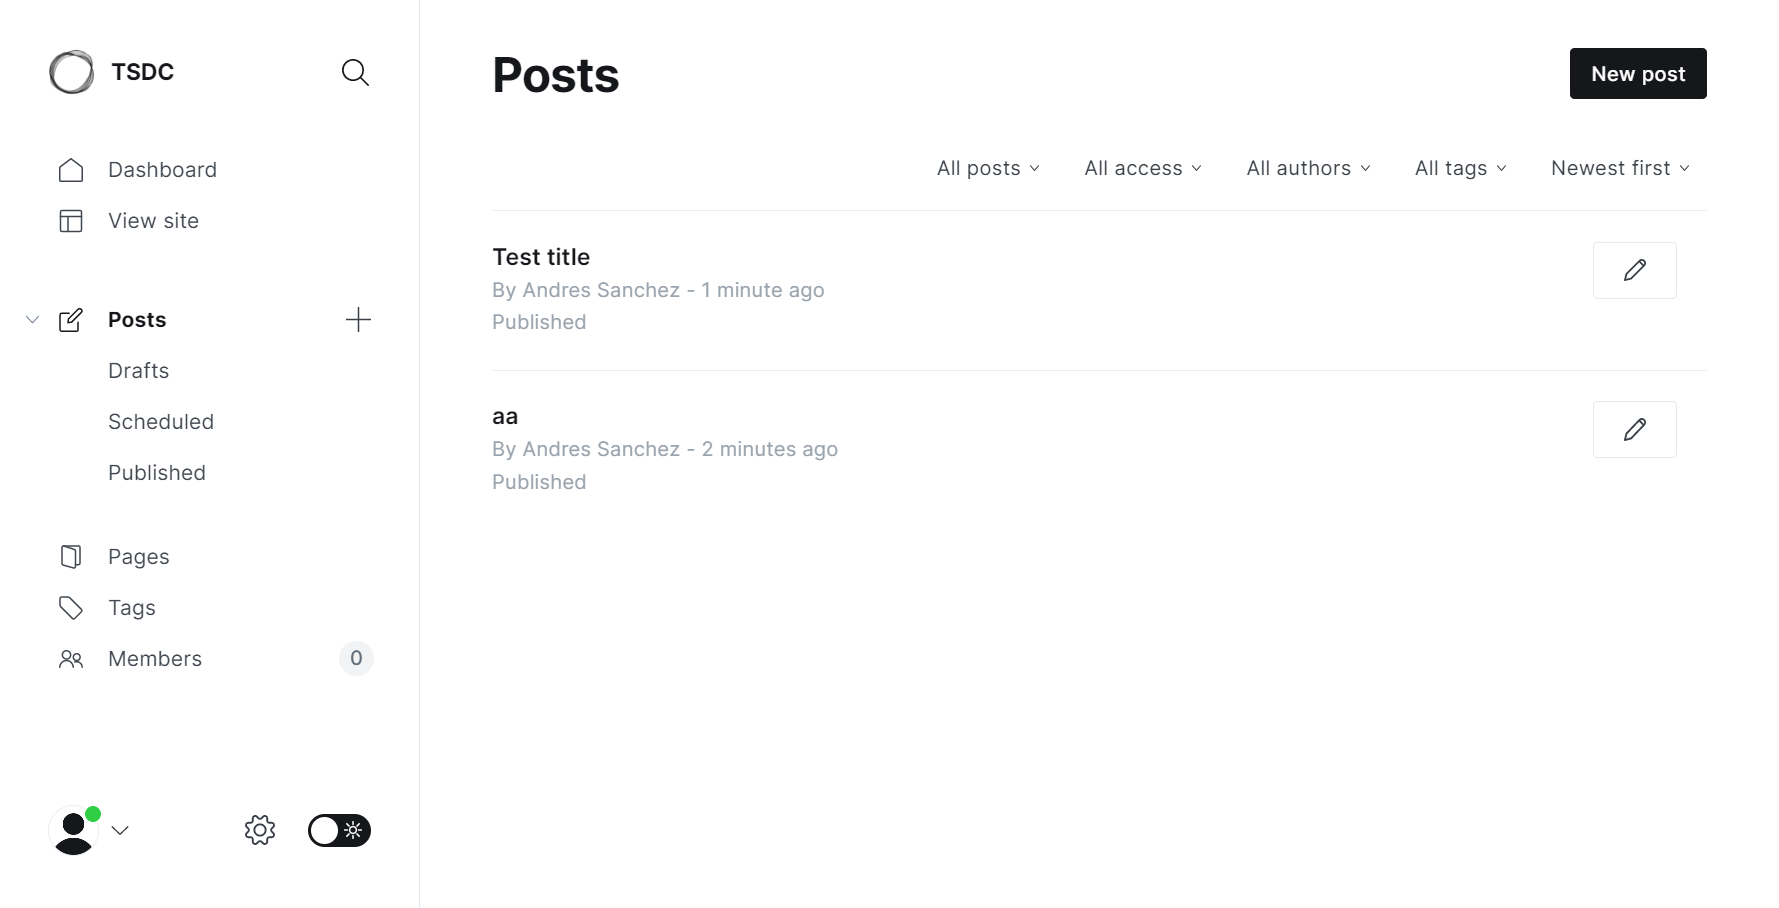 TSDC
Dashboard
View site
Posts
Drafts
Scheduled
Published
Pages
Tags
Members 0
Posts
New post
All posts All access All authors All tags Newest first
Test title
By Andres Sanchez - 1 minute ago
Published
aa
By Andres Sanchez - 2 minutes ago
Published